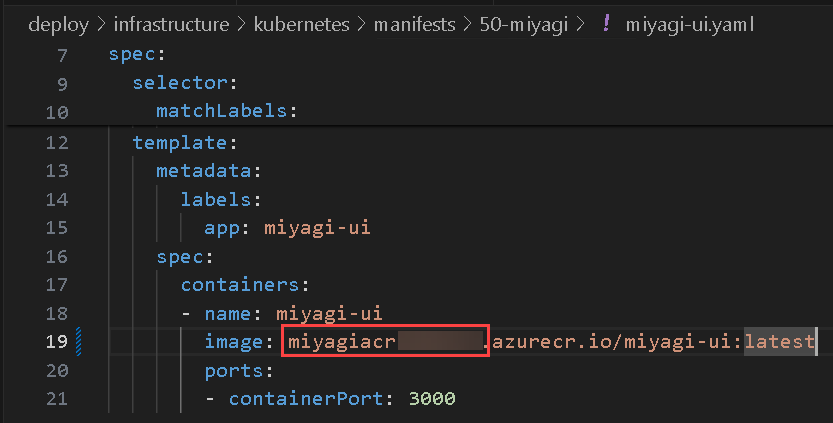 deploy > infrastructure > kubernetes > manifests > 50-miyagi > ! miyagi-ui.yaml
7 spec:
9 selector:
10 matchLabels:
12 template:
13 metadata:
14 labels:
15 app: miyagi-ui
16 spec:
17 containers:
18 - name: miyagi-ui
19 image: miyagiacr .azurecr.io/miyagi-ui:latest
20 ports:
21 - containerPort: 3000